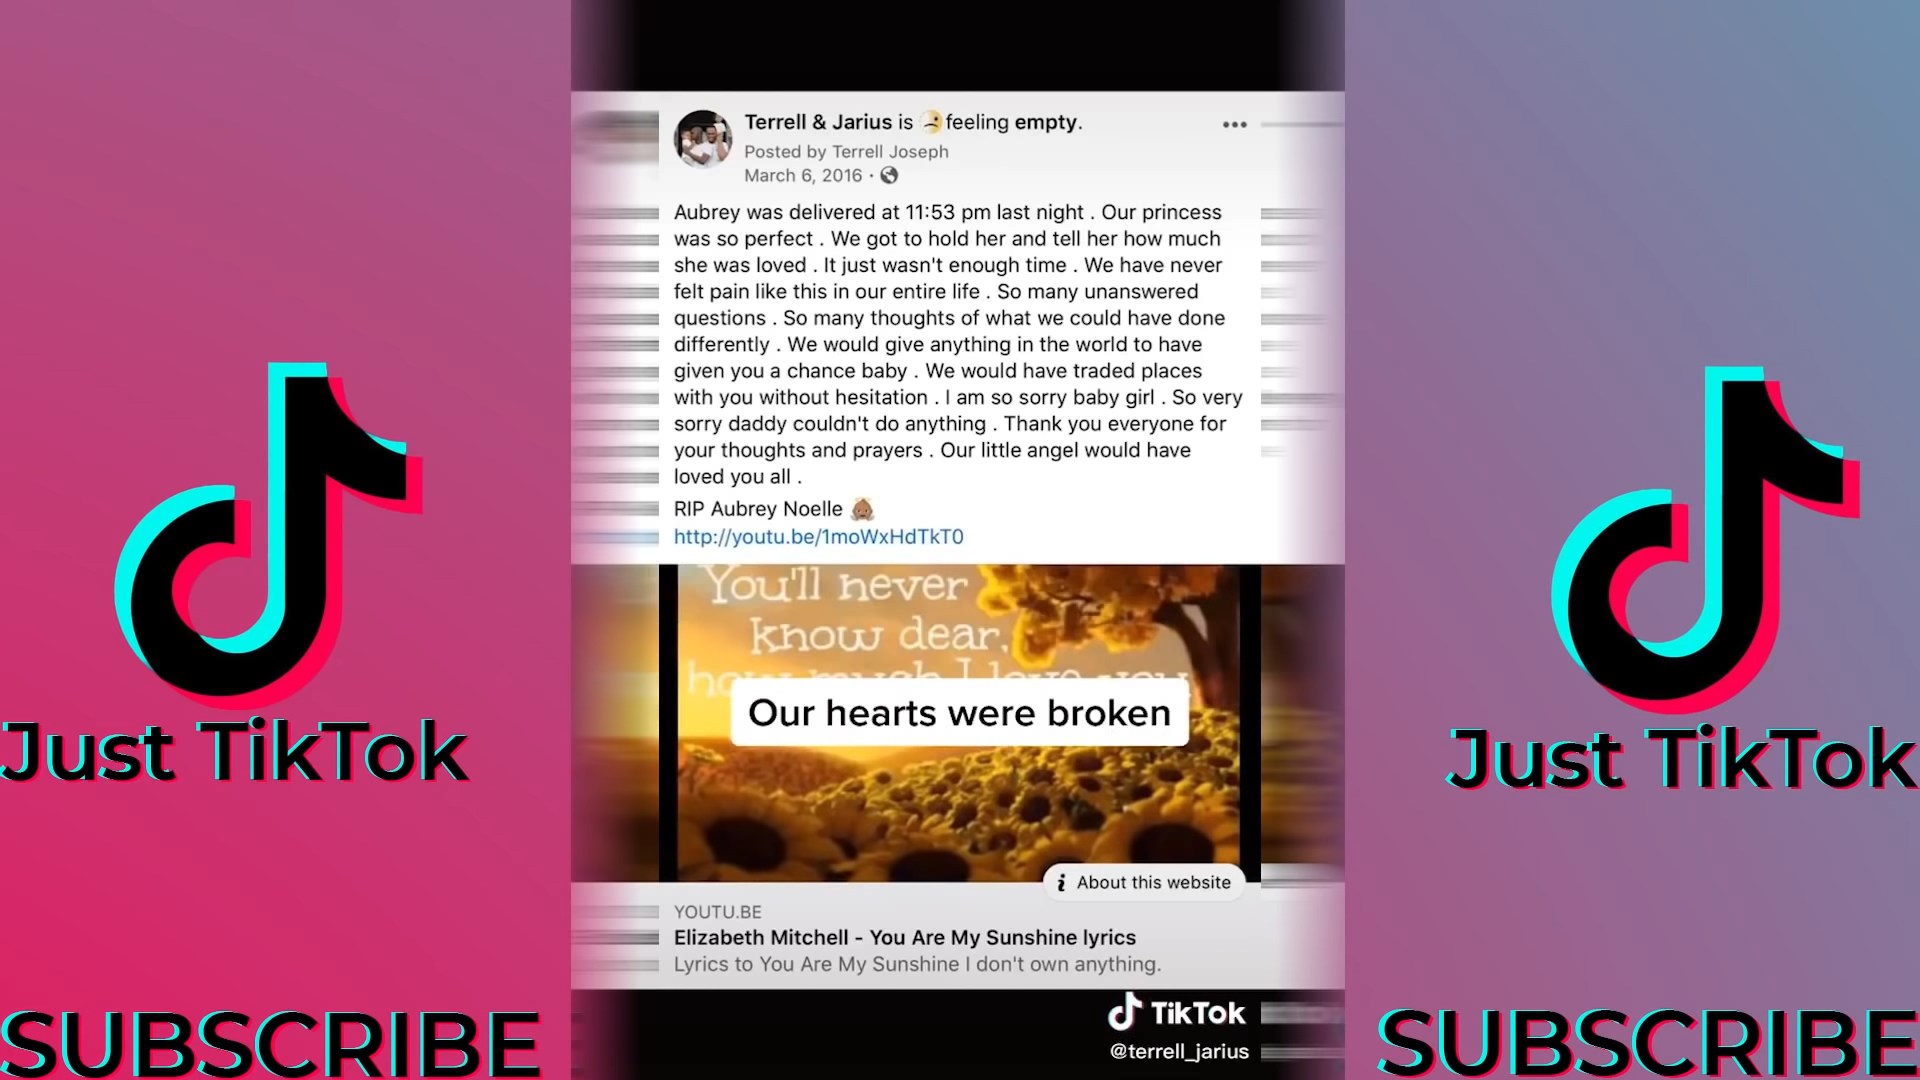 Terrell & Jarius is feeling empty.
Posted by Terrell Joseph
March 6, 2016 ·
Aubrey was delivered at 11:53 pm last night . Our princess
was so perfect . We got to hold her and tell her how much
she was loved . It just wasn't enough time . We have never
felt pain like this in our entire life . So many unanswered
questions . So many thoughts of what we could have done
differently . We would give anything in the world to have
given you a chance baby . We would have traded places
with you without hesitation . I am so sorry baby girl . So very
sorry daddy couldn't do anything . Thank you everyone for
your thoughts and prayers . Our little angel would have
loved you all .
RIP Aubrey Noelle
http://youtu.be/1moWxHdTkT0
You'll never
know dear,
how much I love you
Our hearts were broken
About this website
YOUTU.BE
Elizabeth Mitchell - You Are My Sunshine lyrics
Lyrics to You Are My Sunshine I don't own anything.
TikTok
@terrell_jarius
Just TikTok
SUBSCRIBE
Just TikTok
SUBSCRIBE